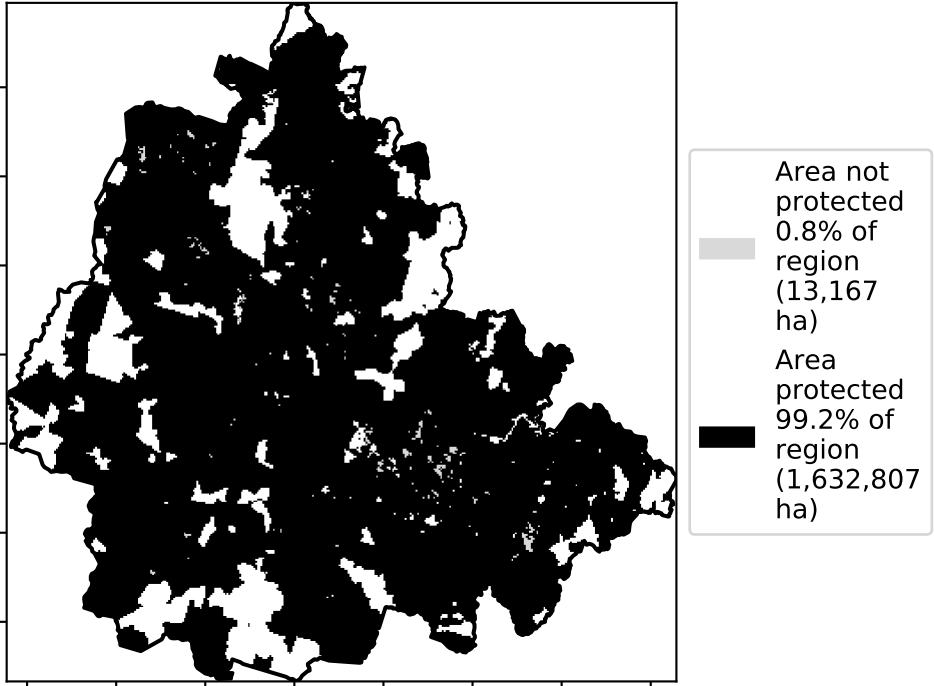 Area not
protected
0.8% of
region
(13,167
ha)
Area
protected
99.2% of
region
(1,632,807
ha)